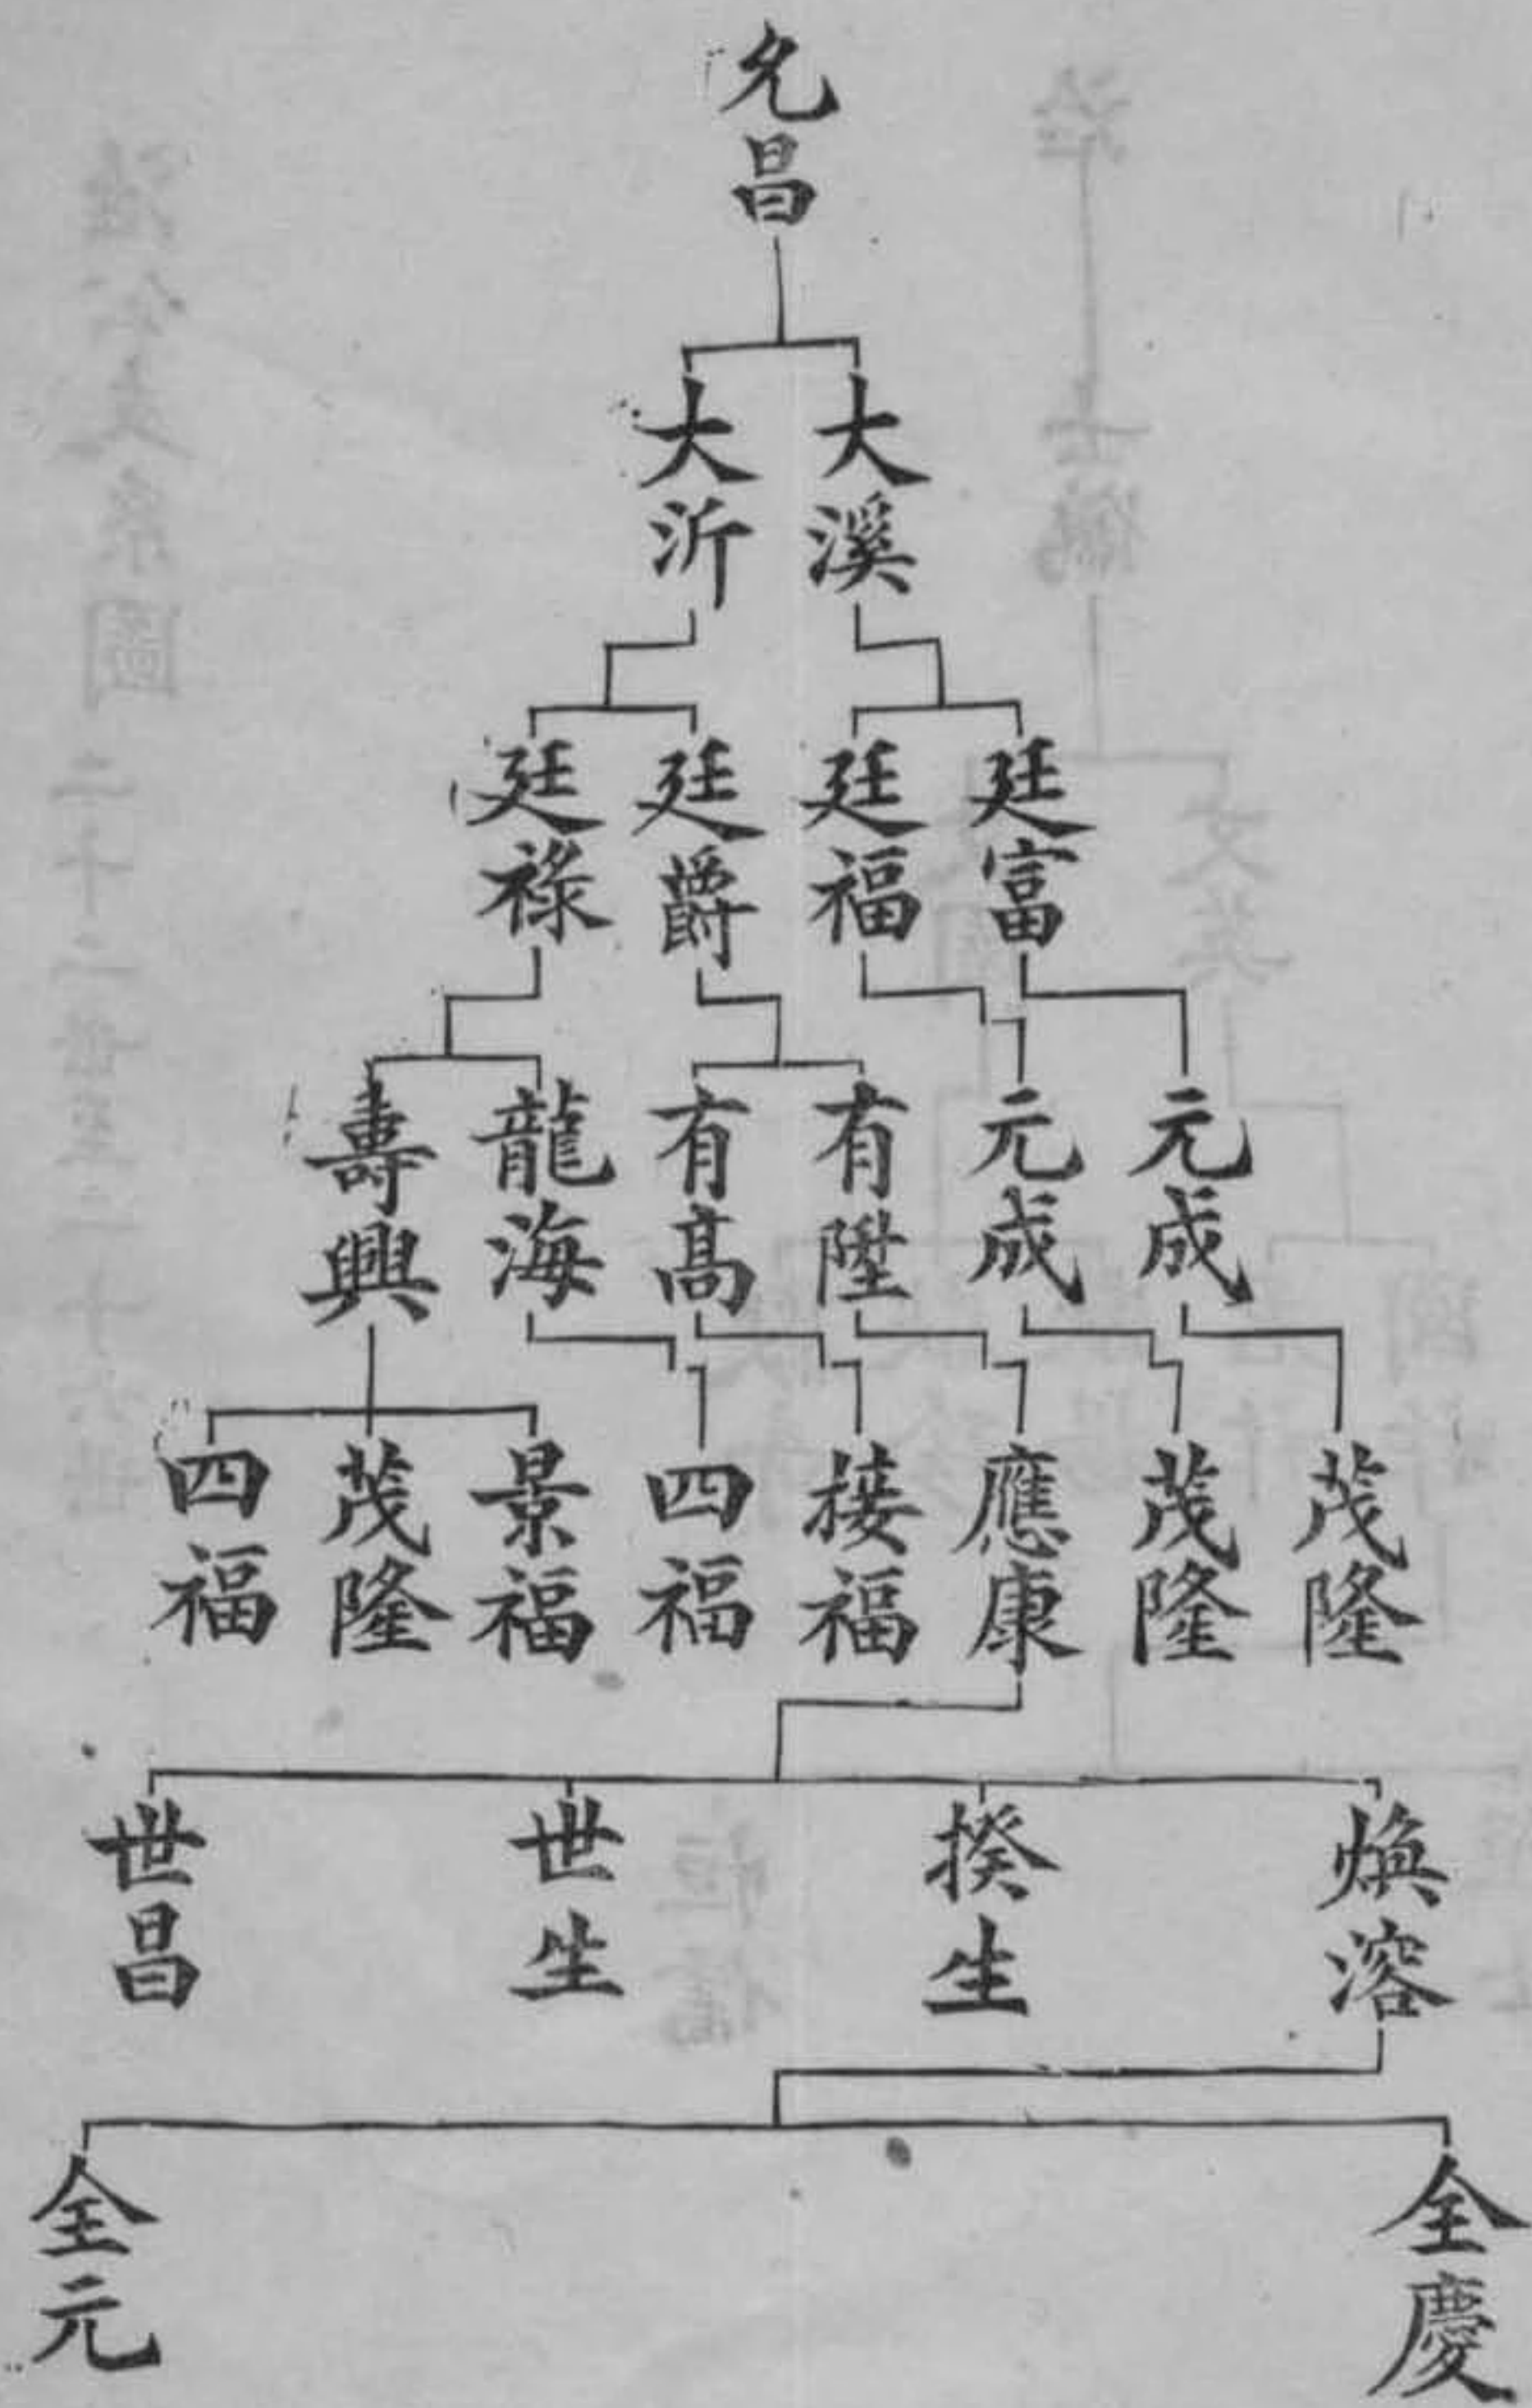 允昌
大溪
大沂
廷富
廷福
廷爵
廷祿
元成
元成
有陞
有高
龍海
壽興
茂隆
茂隆
應康
接福
四福
景福
茂隆
四福
煥溶
揆生
世生
世昌
全慶
全元